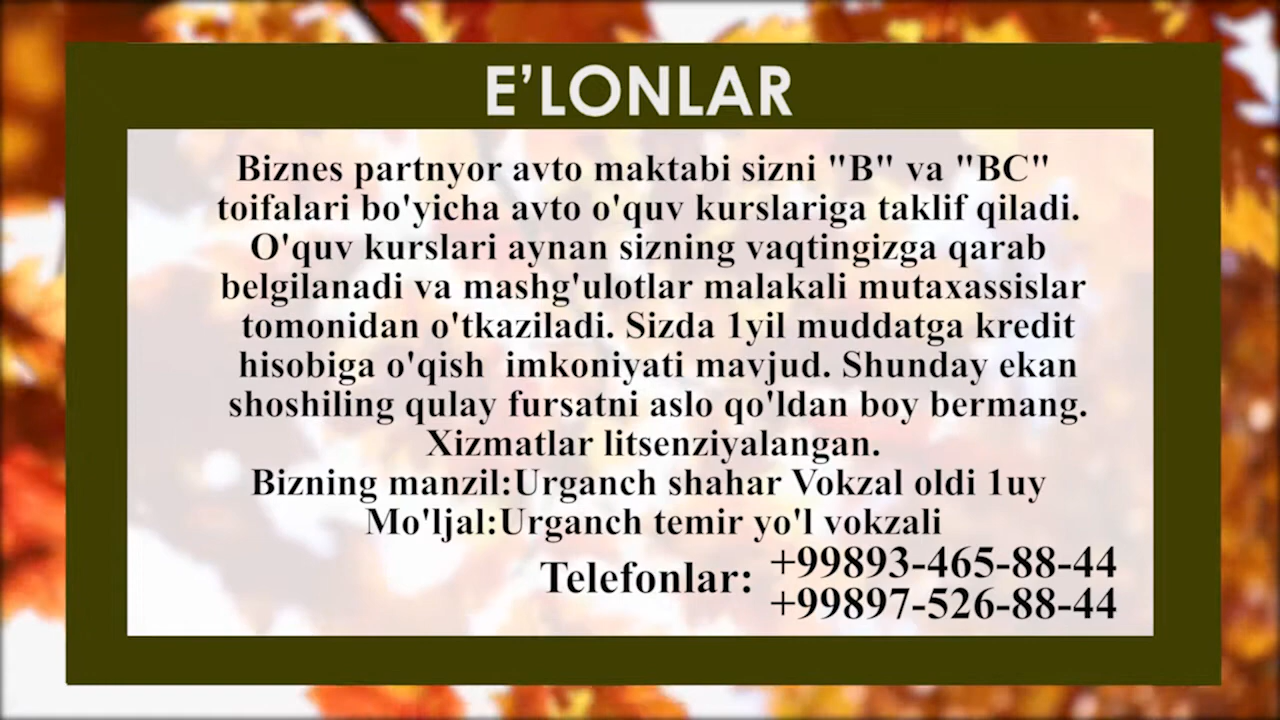 E’LONLAR
Biznes partnyor avto maktabi sizni "B" va "BC"
toifalari bo'yicha avto o'quv kurslariga taklif qiladi.
O'quv kurslari aynan sizning vaqtingizga qarab
belgilanadi va mashg'ulotlar malakali mutaxassislar
tomonidan o'tkaziladi. Sizda 1yil muddatga kredit
hisobiga o'qish  imkoniyati mavjud. Shunday ekan
shoshiling qulay fursatni aslo qo'ldan boy bermang.
Xizmatlar litsenziyalangan.
Bizning manzil:Urganch shahar Vokzal oldi 1uy
Mo'ljal:Urganch temir yo'l vokzali
Telefonlar:
+99893-465-88-44
+99897-526-88-44